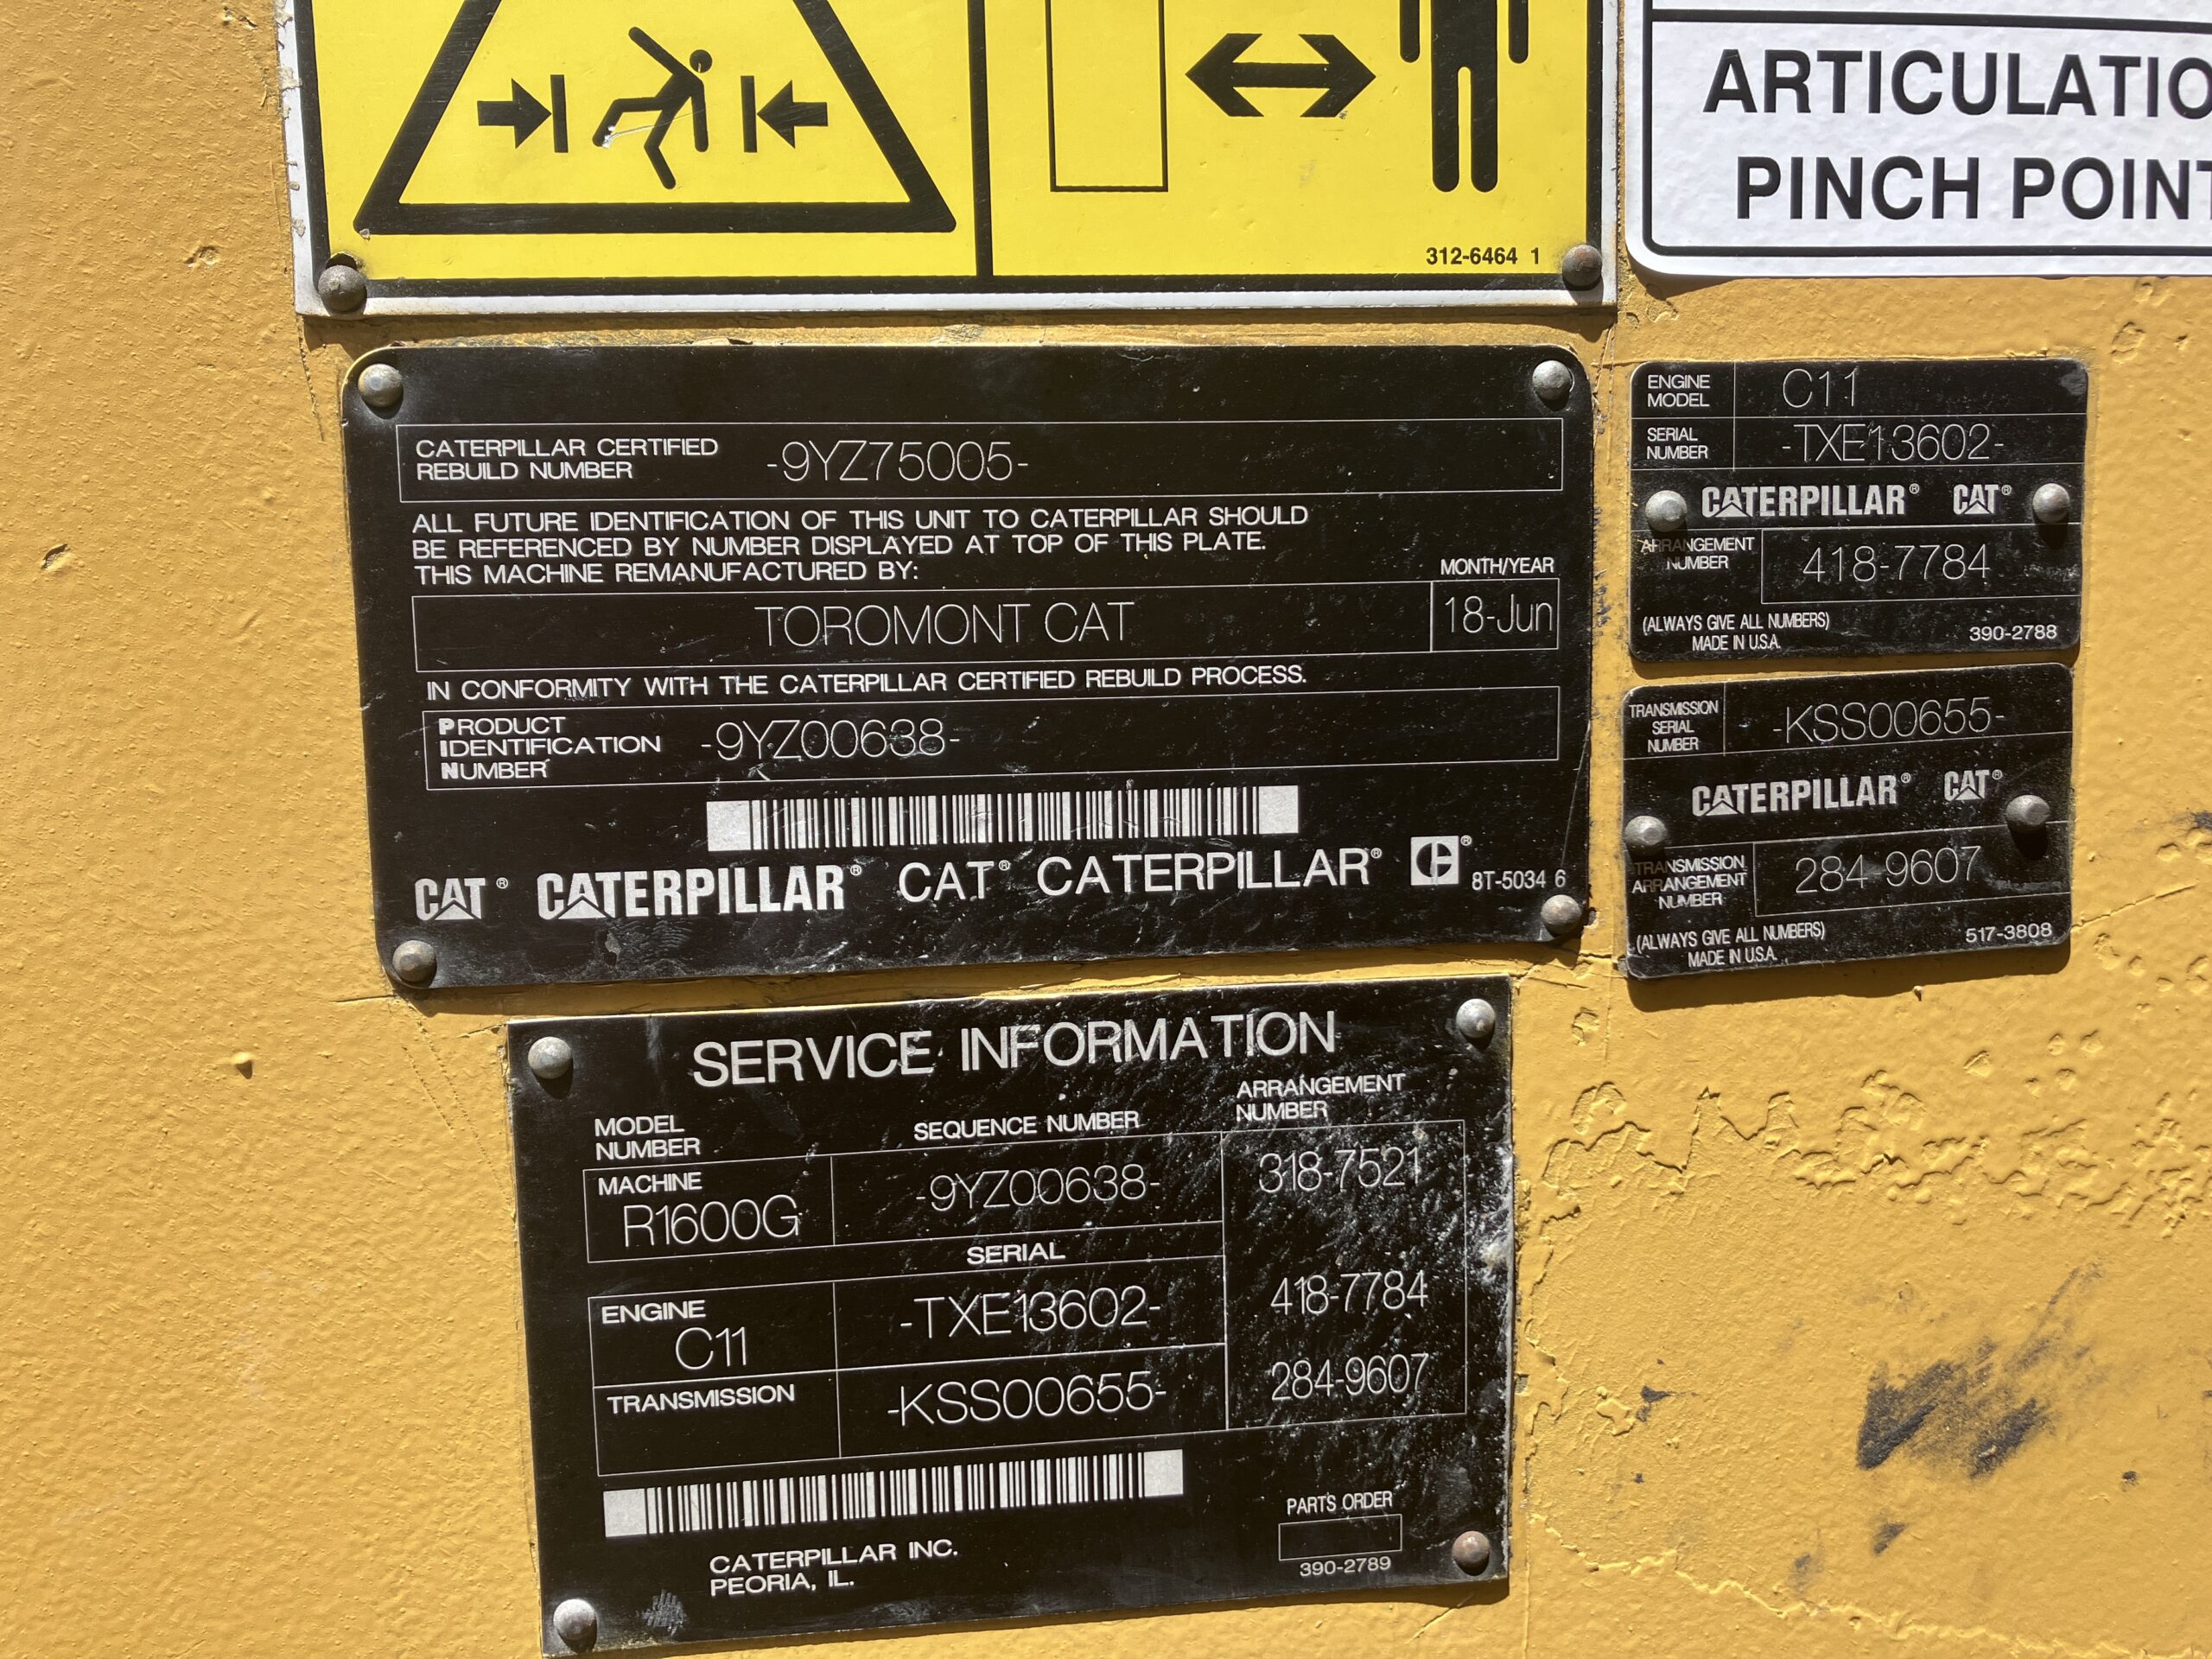 312-6464 1
ARTICULATIO
PINCH POINT
CATERPILLAR CERTIFIED
REBUILD NUMBER
-9YZ75005-
ALL FUTURE IDENTIFICATION OF THIS UNIT TO CATERPILLAR SHOULD
BE REFERENCED BY NUMBER DISPLAYED AT TOP OF THIS PLATE.
THIS MACHINE REMANUFACTURED BY:
MONTH/YEAR
TOROMONT CAT
18-Jun
IN CONFORMITY WITH THE CATERPILLAR CERTIFIED REBUILD PROCESS.
PRODUCT
IDENTIFICATION
NUMBER
-9YZ00638-
CAT® CATERPILLAR® CAT® CATERPILLAR® C® 8T-5034 6
ENGINE
MODEL
C11
SERIAL
NUMBER
-TXE13602-
CATERPILLAR® CAT®
ARRANGEMENT
NUMBER
418-7784
(ALWAYS GIVE ALL NUMBERS)
MADE IN U.S.A.
390-2788
TRANSMISSION
SERIAL
NUMBER
-KSS00655-
CATERPILLAR® CAT®
TRANSMISSION
ARRANGEMENT
NUMBER
284-9607
(ALWAYS GIVE ALL NUMBERS)
MADE IN U.S.A.
517-3808
SERVICE INFORMATION
MODEL
NUMBER
SEQUENCE NUMBER
ARRANGEMENT
NUMBER
MACHINE
R1600G
-9YZ00638-
318-7521
SERIAL
ENGINE
C11
-TXE13602-
418-7784
TRANSMISSION
-KSS00655-
284-9607
CATERPILLAR INC.
PEORIA, IL.
PARTS ORDER
390-2789